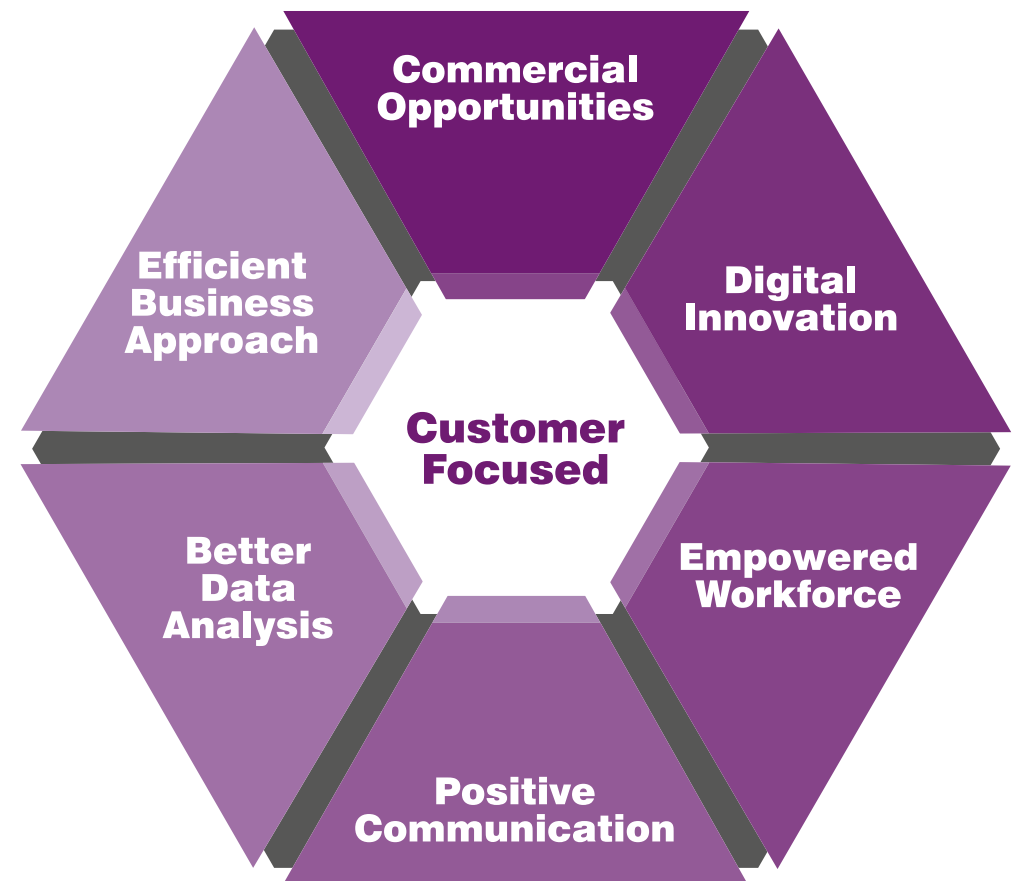 Commercial
Opportunities
Digital
Innovation
Empowered
Workforce
Positive
Communication
Better
Data
Analysis
Efficient
Business
Approach
Customer
Focused